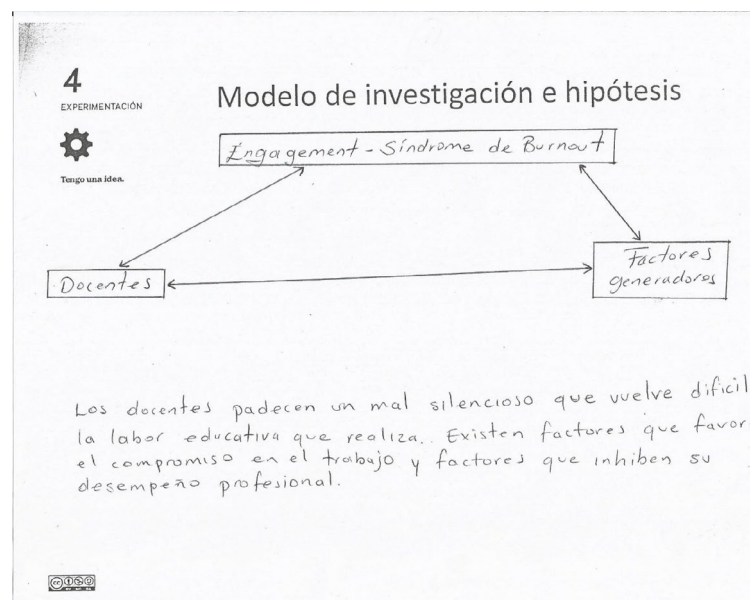 4
EXPERIMENTACIÓN
Tengo una idea.
Modelo de investigación e hipótesis
Engagement - Síndrome de Burnout
Docentes
Factores
generadores
Los docentes padecen un mal silencioso que vuelve dificil
la labor educativa que realiza. Existen factores que favor
el compromiso en el trabajo y factores que inhiben su
desempeño profesional.